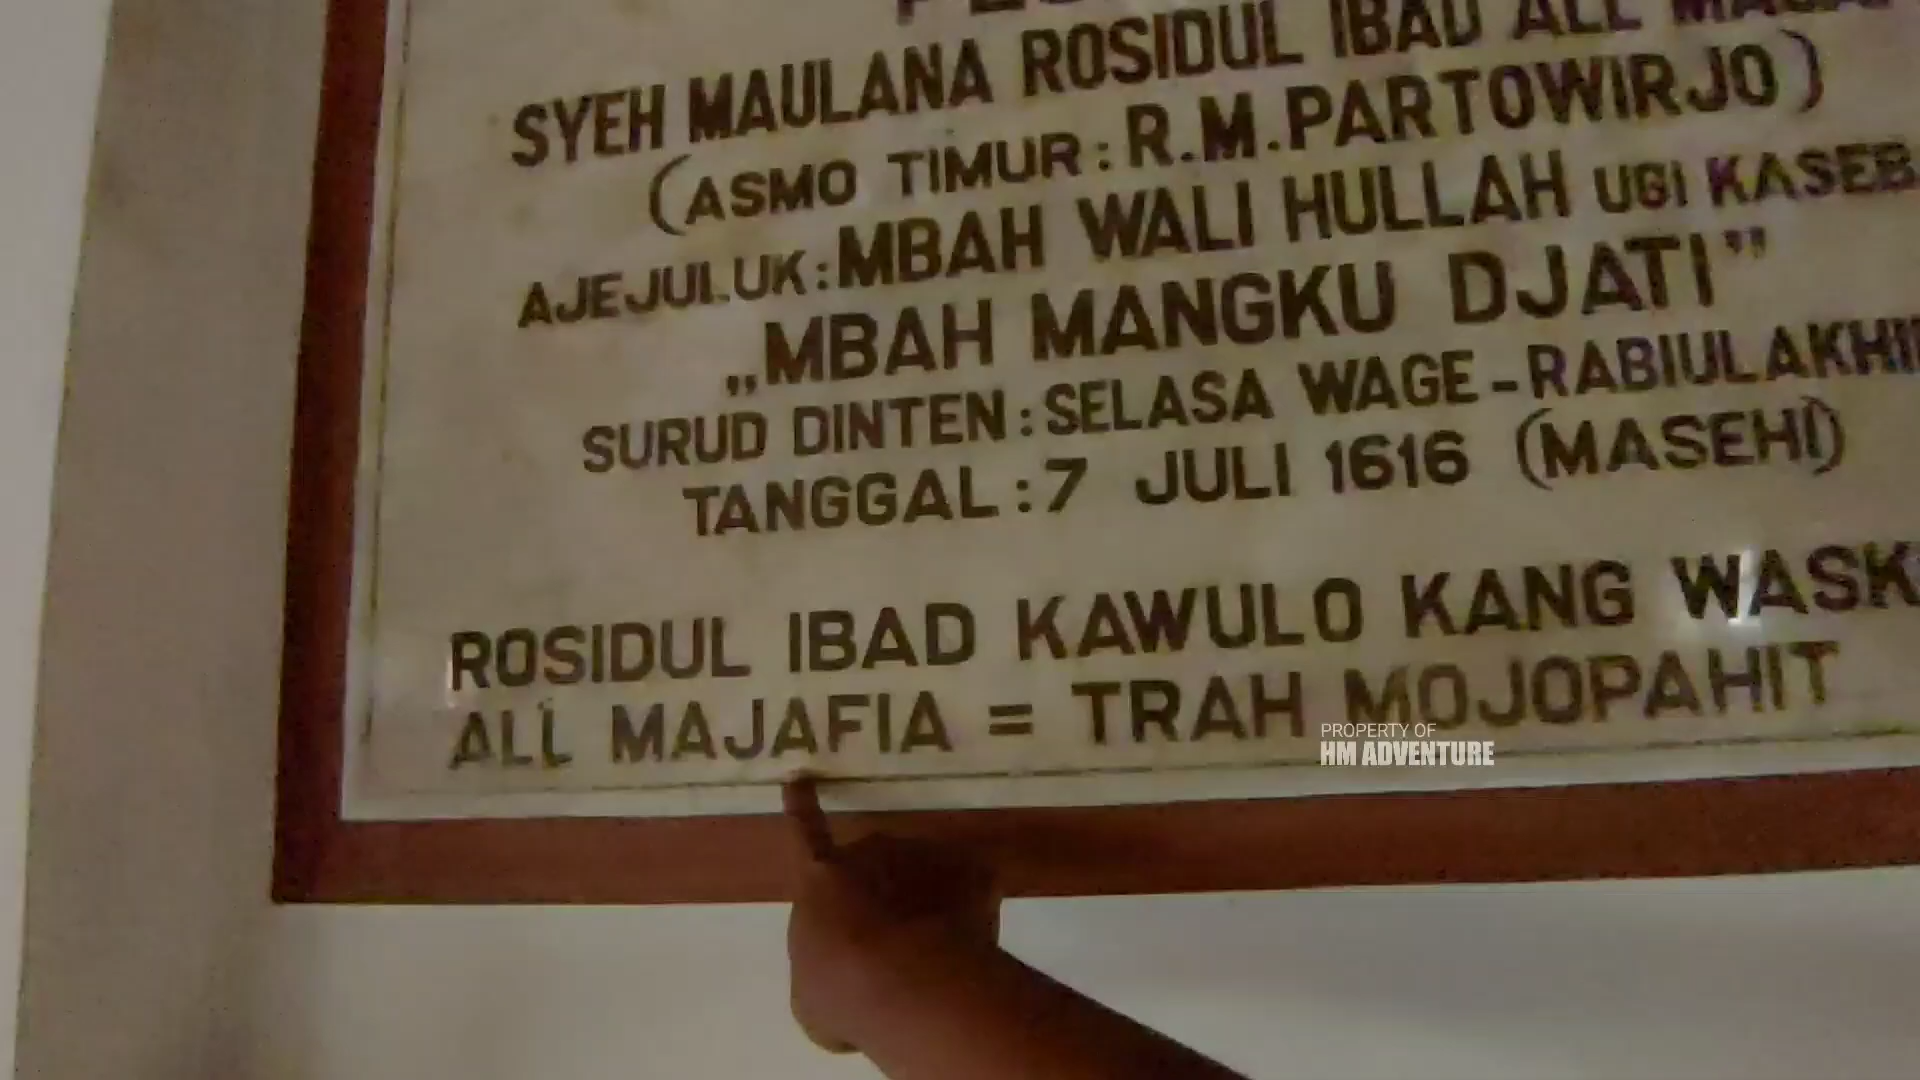 SYEH MAULANA ROSIDUL IBAD ALL
(ASMO TIMUR: R.M.PARTOWIRJO)
AJEJULUK: MBAH WALI HULLAH UGI
„MBAH MANGKU DJATI”
SURUD DINTEN: SELASA WAGE-
TANGGAL: 7 JULI 1616 (MASEHI)
ROSIDUL IBAD KAWULO KANG
ALL MAJAFIA = TRAH MOJOPAHIT
PROPERTY OF
HM ADVENTURE